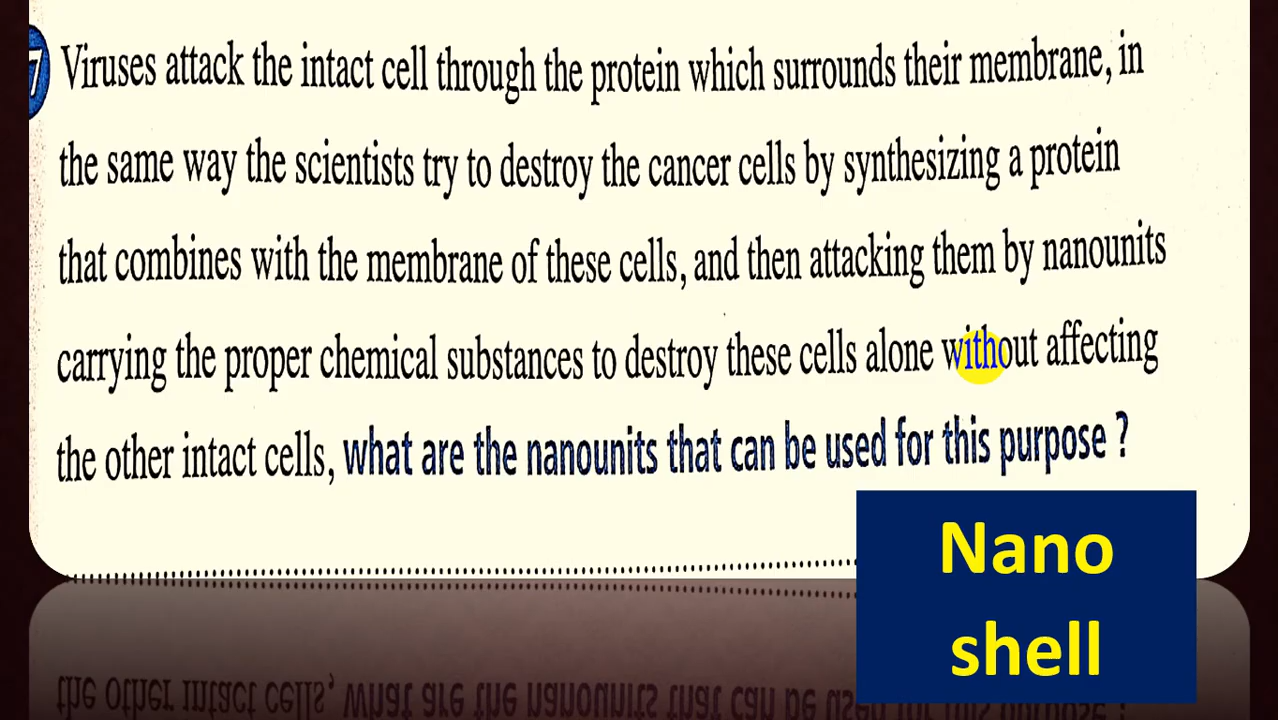 7 Viruses attack the intact cell through the protein which surrounds their membrane, in
the same way the scientists try to destroy the cancer cells by synthesizing a protein
that combines with the membrane of these cells, and then attacking them by nanounits
carrying the proper chemical substances to destroy these cells alone without affecting
the other intact cells, what are the nanounits that can be used for this purpose ?
Nano
shell